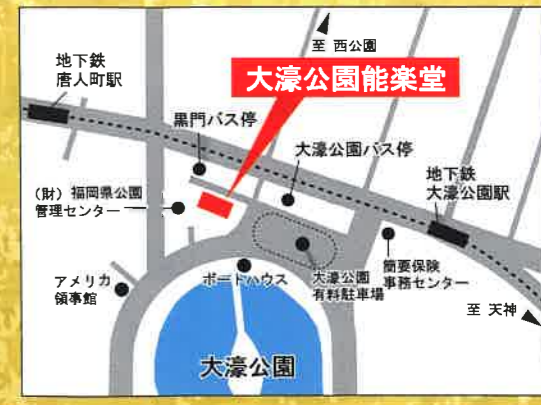 至 西公園
地下鉄
唐人町駅
大濠公園能楽堂
黒門バス停
大濠公園バス停
地下鉄
大濠公園駅
（財）福岡県公園
管理センター
アメリカ
領事館
ボートハウス
大濠公園
有料駐車場
簡要保険
事務センター
至 天神
大濠公園